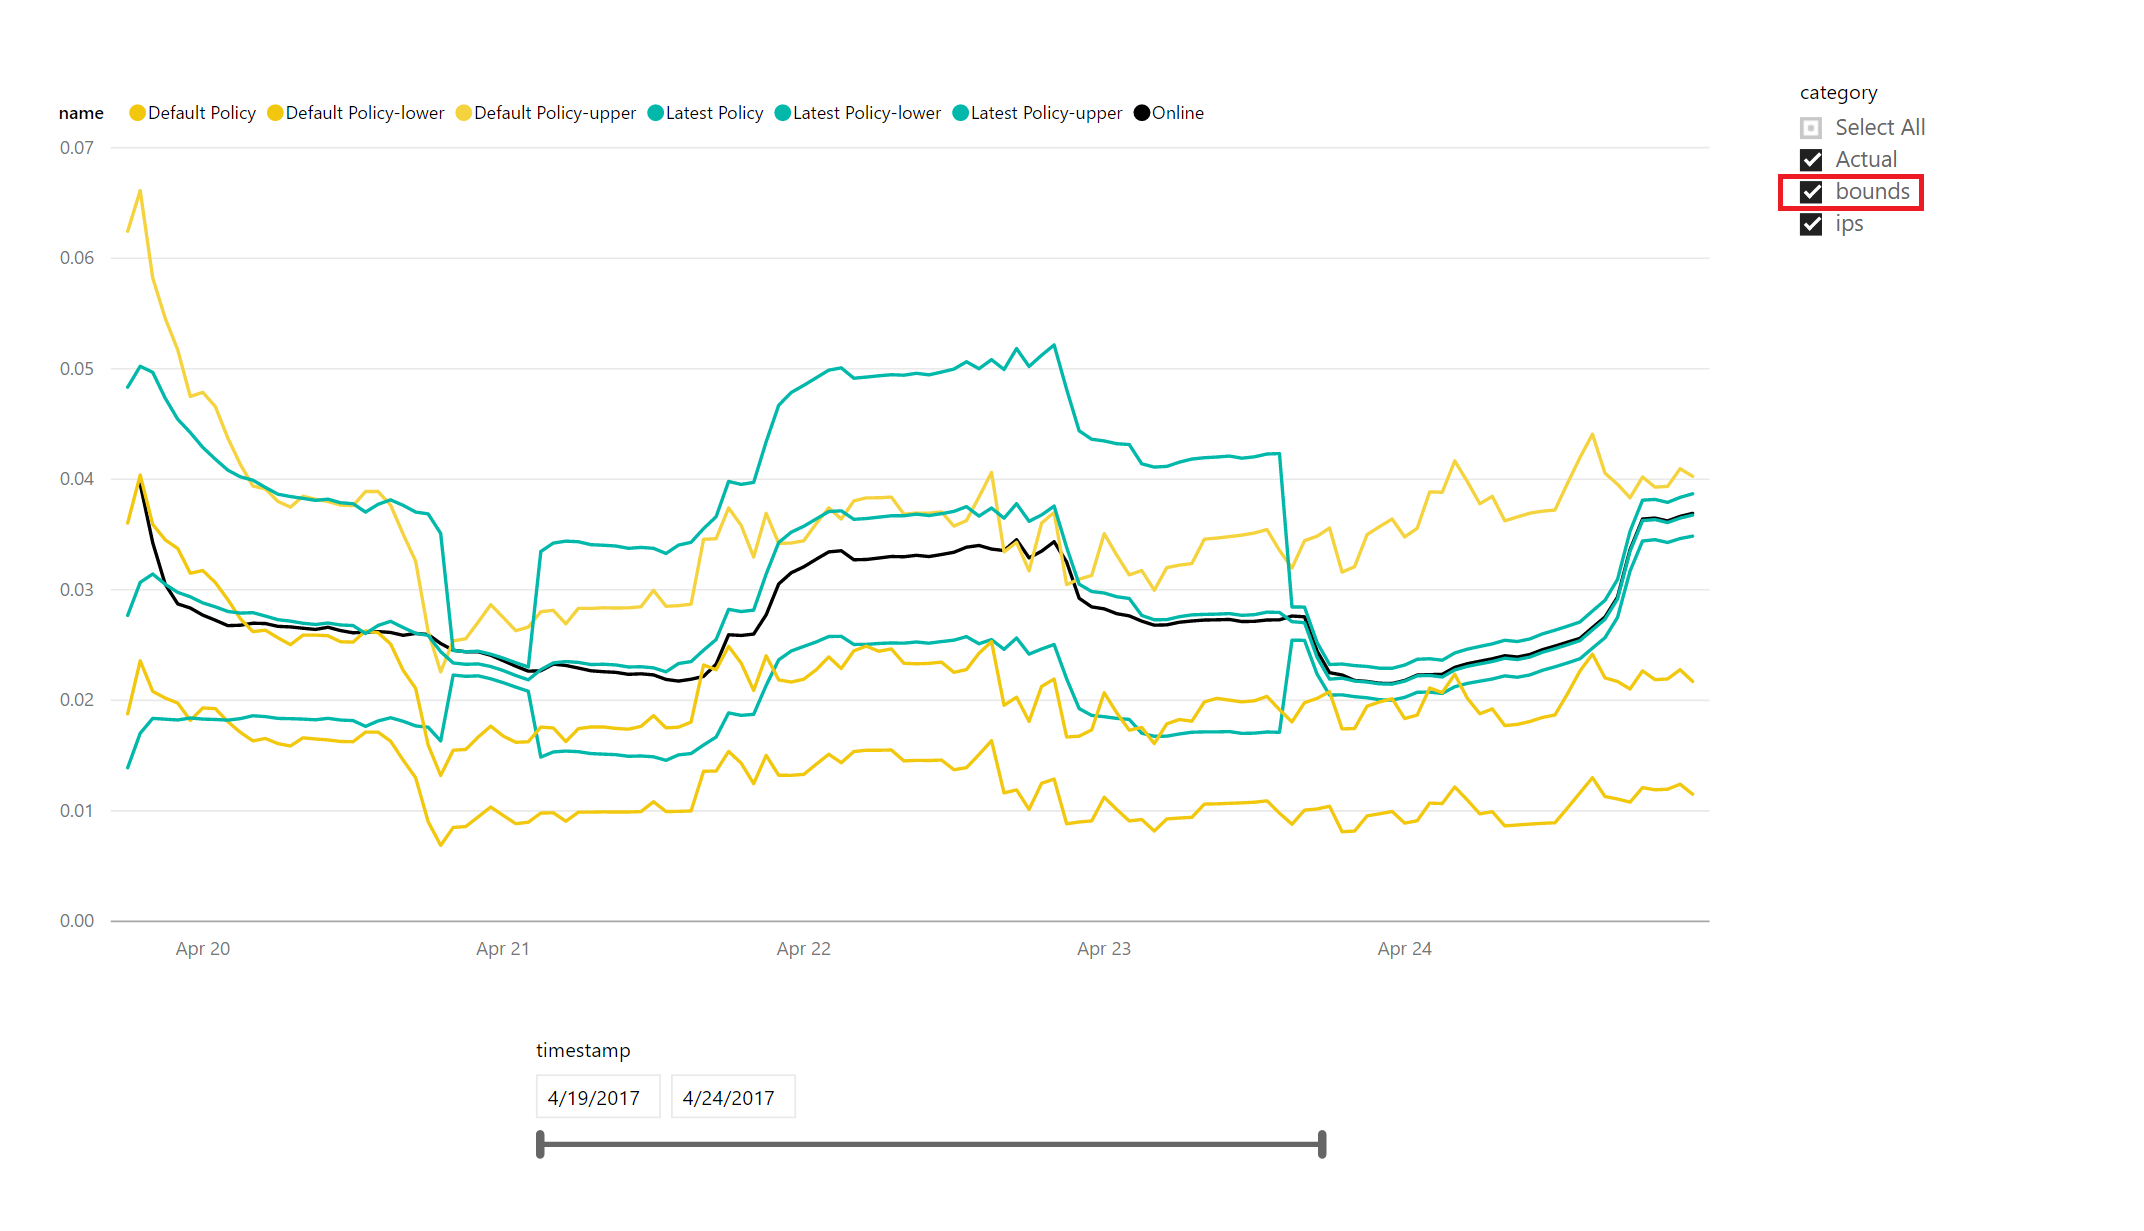 name Default Policy Default Policy-lower Default Policy-upper Latest Policy Latest Policy-lower Latest Policy-upper Online
0.07
0.06
0.05
0.04
0.03
0.02
0.01
0.00
Apr 20 Apr 21 Apr 22 Apr 23 Apr 24
category
Select All
Actual
bounds
ips
timestamp
4/19/2017 4/24/2017